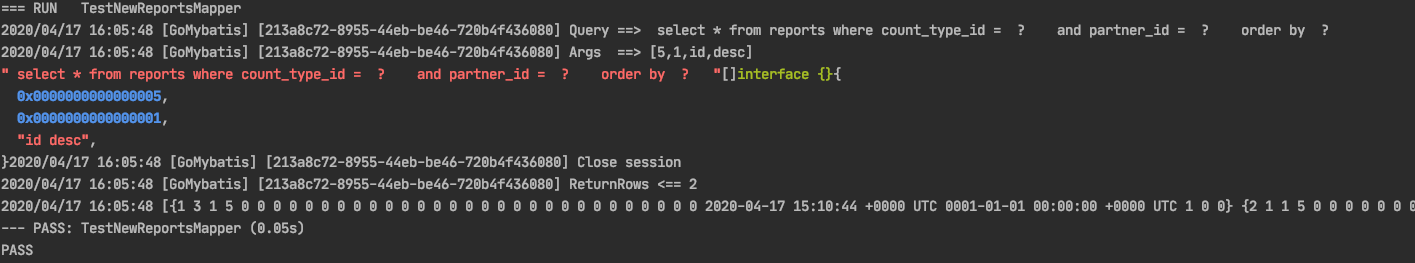 === RUN   TestNewReportsMapper
2020/04/17 16:05:48 [GoMybatis] [213a8c72-8955-44eb-be46-720b4f436080] Query ==>  select * from reports where count_type_id =  ?    and partner_id =  ?    order by  ?
2020/04/17 16:05:48 [GoMybatis] [213a8c72-8955-44eb-be46-720b4f436080] Args  ==> [5,1,id,desc]
" select * from reports where count_type_id =  ?    and partner_id =  ?    order by  ?   "[]interface {}{
  0x0000000000000005,
  0x0000000000000001,
  "id desc",
}2020/04/17 16:05:48 [GoMybatis] [213a8c72-8955-44eb-be46-720b4f436080] Close session
2020/04/17 16:05:48 [GoMybatis] [213a8c72-8955-44eb-be46-720b4f436080] ReturnRows <== 2
2020/04/17 16:05:48 [{1 3 1 5 0 0 0 0 0 0 0 0 0 0 0 0 0 0 0 0 0 0 0 0 0 0 0 0 0 0 0 0 0 0 2020-04-17 15:10:44 +0000 UTC 0001-01-01 00:00:00 +0000 UTC 1 0 0} {2 1 1 5 0 0 0 0 0 0 0
--- PASS: TestNewReportsMapper (0.05s)
PASS